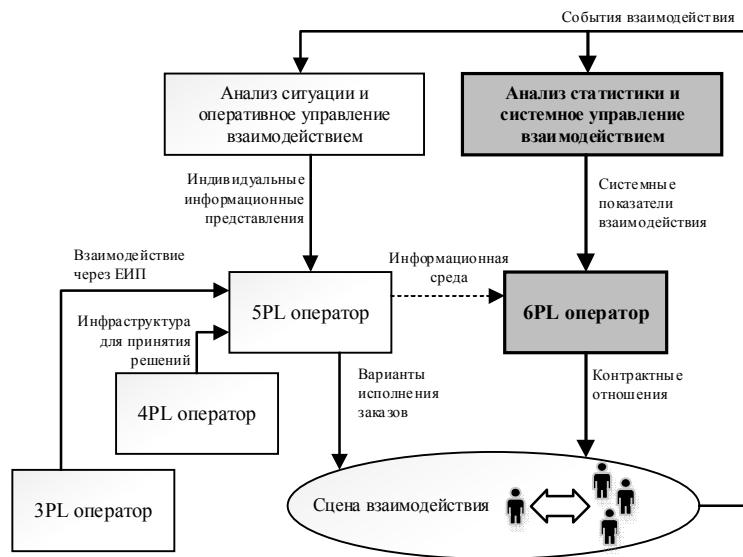 События взаимодействия
Анализ ситуации и
оперативное управление
взаимодействием
Анализ статистики и
системное управление
взаимодействием
Индивидуальные
информационные
представления
Системные
показатели
взаимодействия
Взаимодействие
через ЕИП
Информационная
среда
5PL оператор
6PL оператор
Инфраструктура
для принятия
решений
Варианты
исполнения
заказов
Контрактные
отношения
4PL оператор
Сцена взаимодействия
3PL оператор